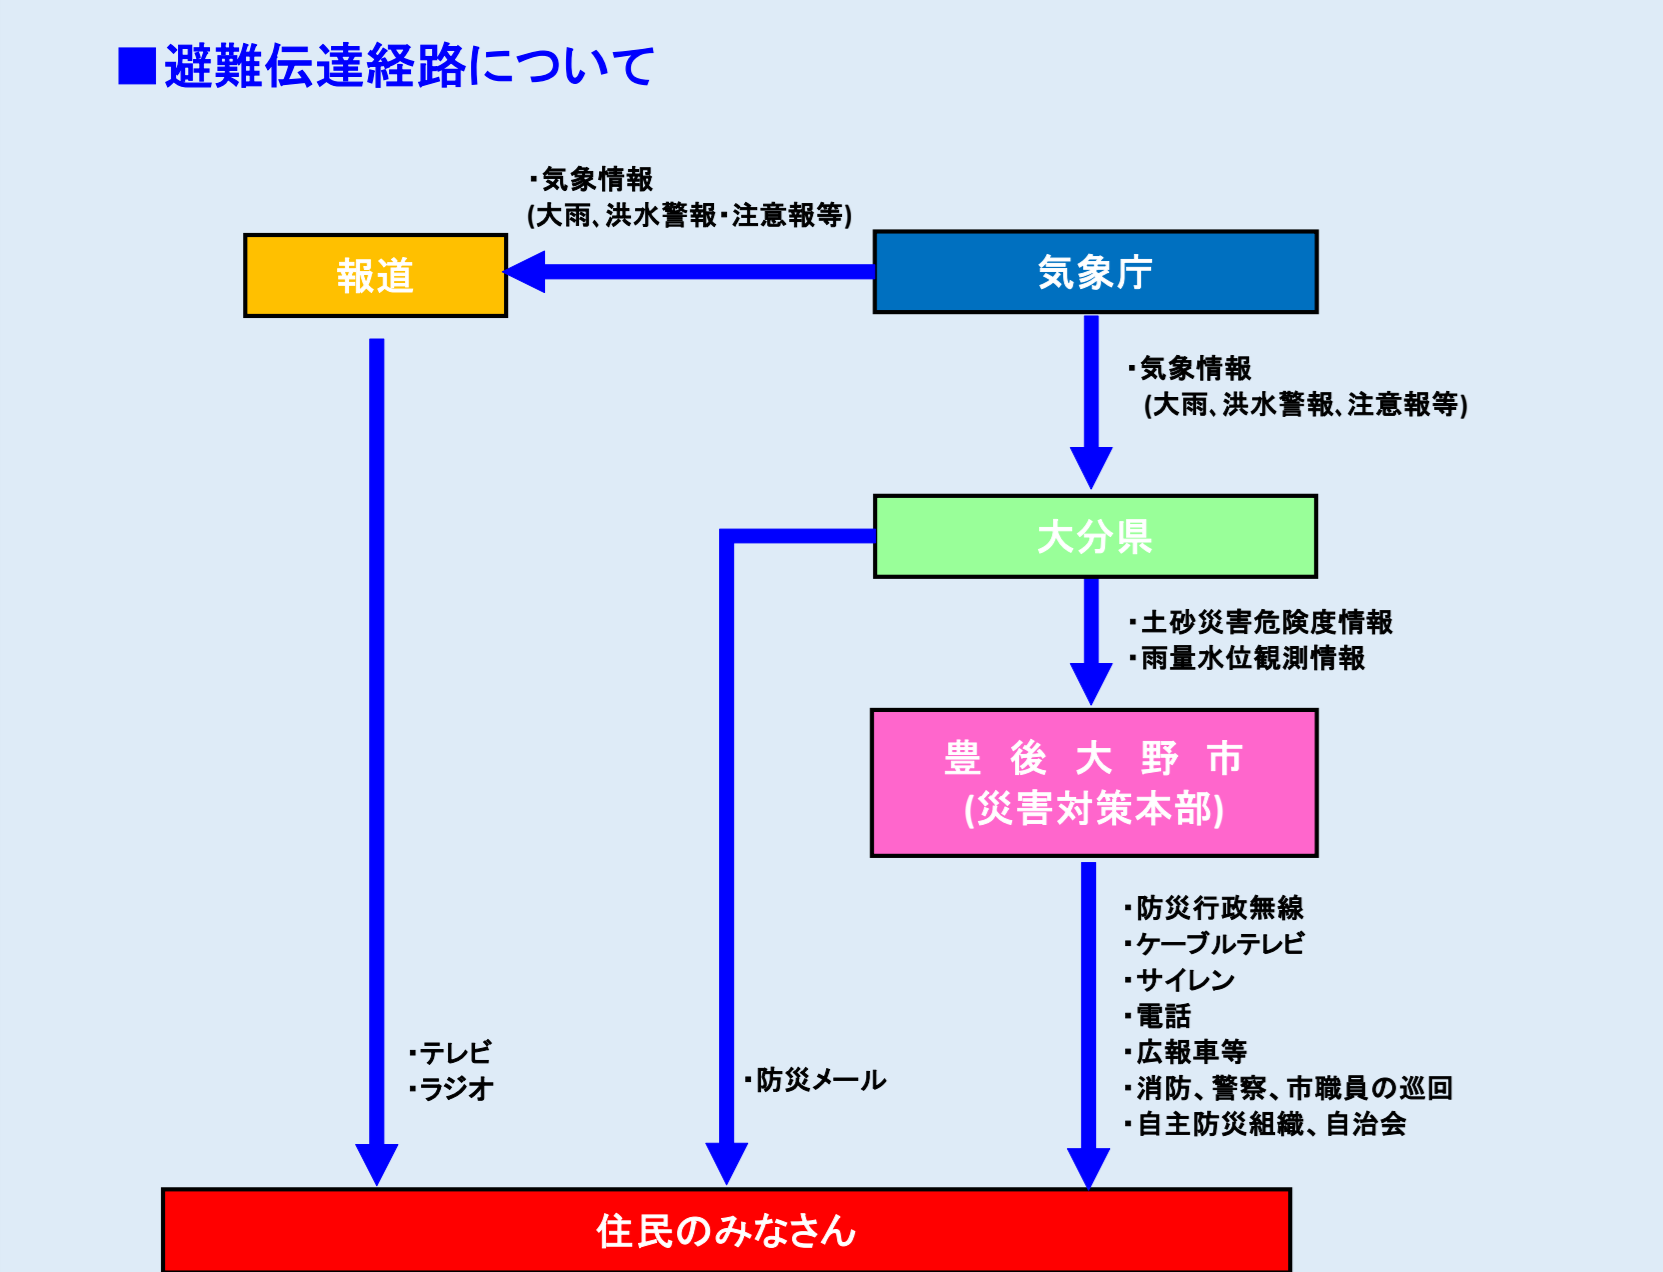 ■避難伝達経路について
・気象情報
(大雨、洪水警報・注意報等)
報道
気象庁
・気象情報
(大雨、洪水警報、注意報等)
大分県
・土砂災害危険度情報
・雨量水位観測情報
豊　後　大　野　市
(災害対策本部)
・防災行政無線
・ケーブルテレビ
・サイレン
・電話
・広報車等
・消防、警察、市職員の巡回
・自主防災組織、自治会
・テレビ
・ラジオ
・防災メール
住民のみなさん